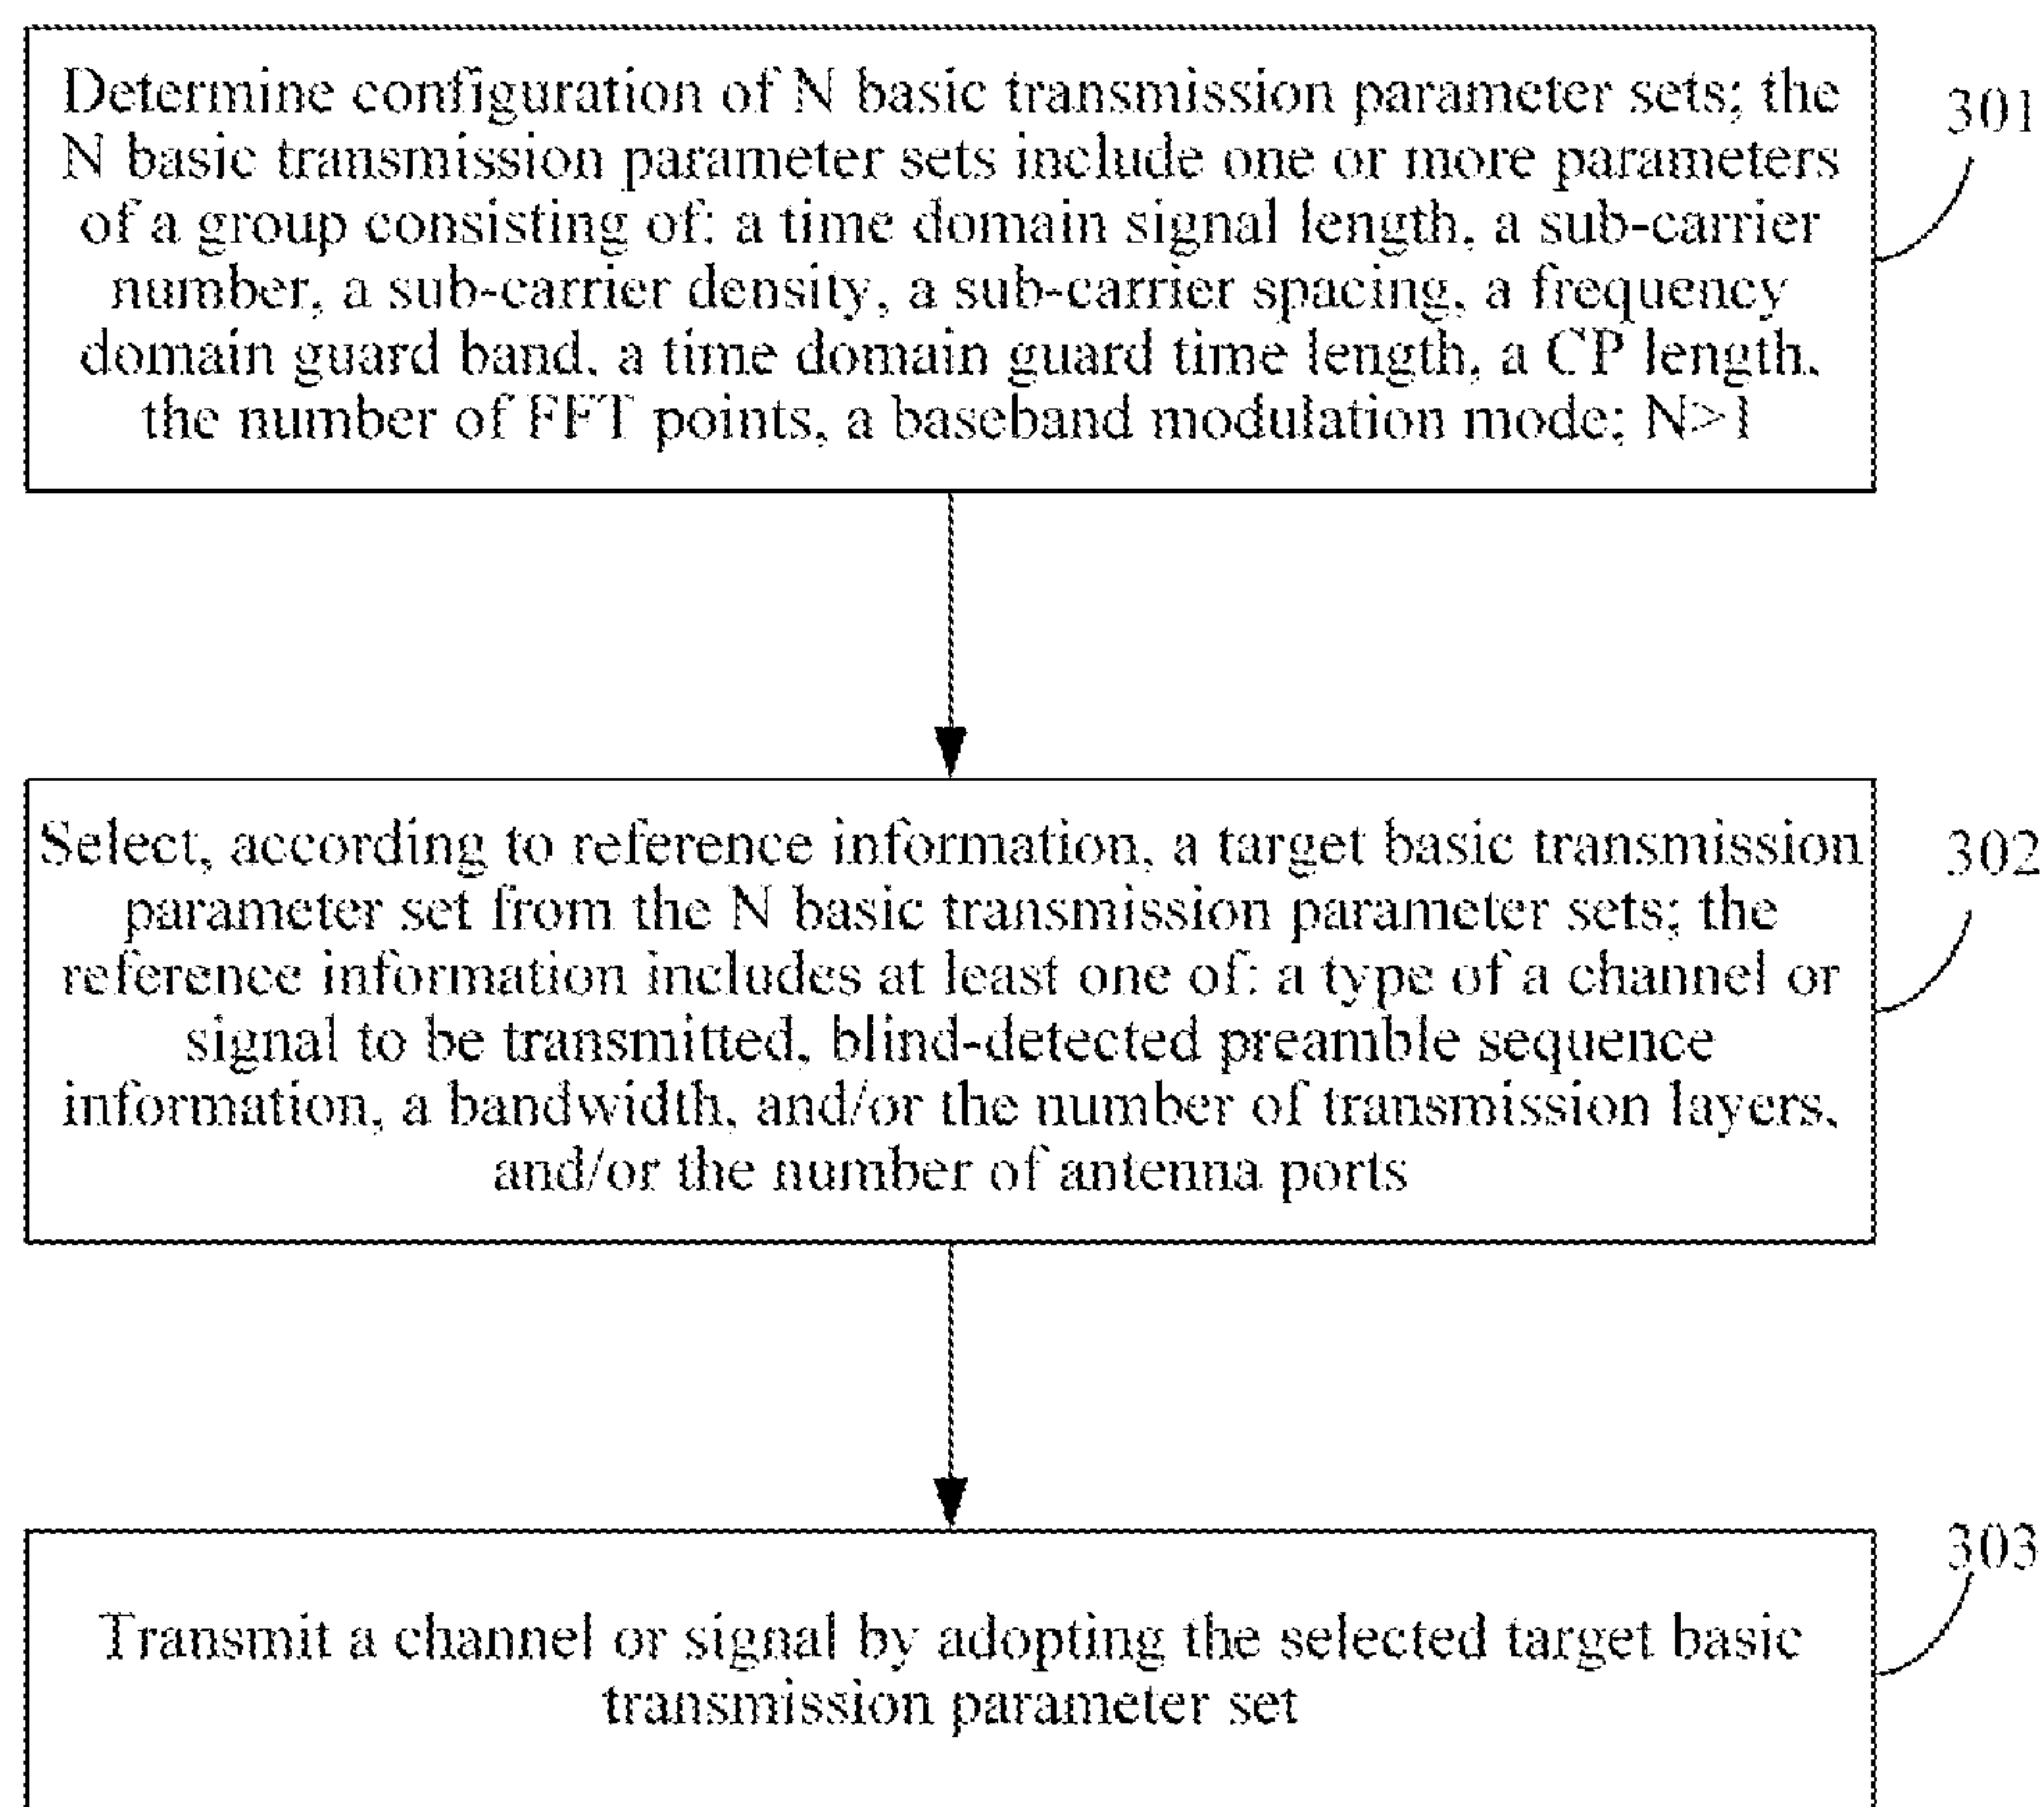 Determine configuration of N basic transmission parameter sets; the
N basic transmission parameter sets include one or more parameters
of a group consisting of: a time domain signal length, a sub-carrier
number, a sub-carrier density, a sub-carrier spacing, a frequency
domain guard band, a time domain guard time length, a CP length,
the number of FFT points, a baseband modulation mode; N>1
301
Select, according to reference information, a target basic transmission
parameter set from the N basic transmission parameter sets; the
reference information includes at least one of: a type of a channel or
signal to be transmitted, blind-detected preamble sequence
information, a bandwidth, and/or the number of transmission layers,
and/or the number of antenna ports
302
Transmit a channel or signal by adopting the selected target basic
transmission parameter set
303